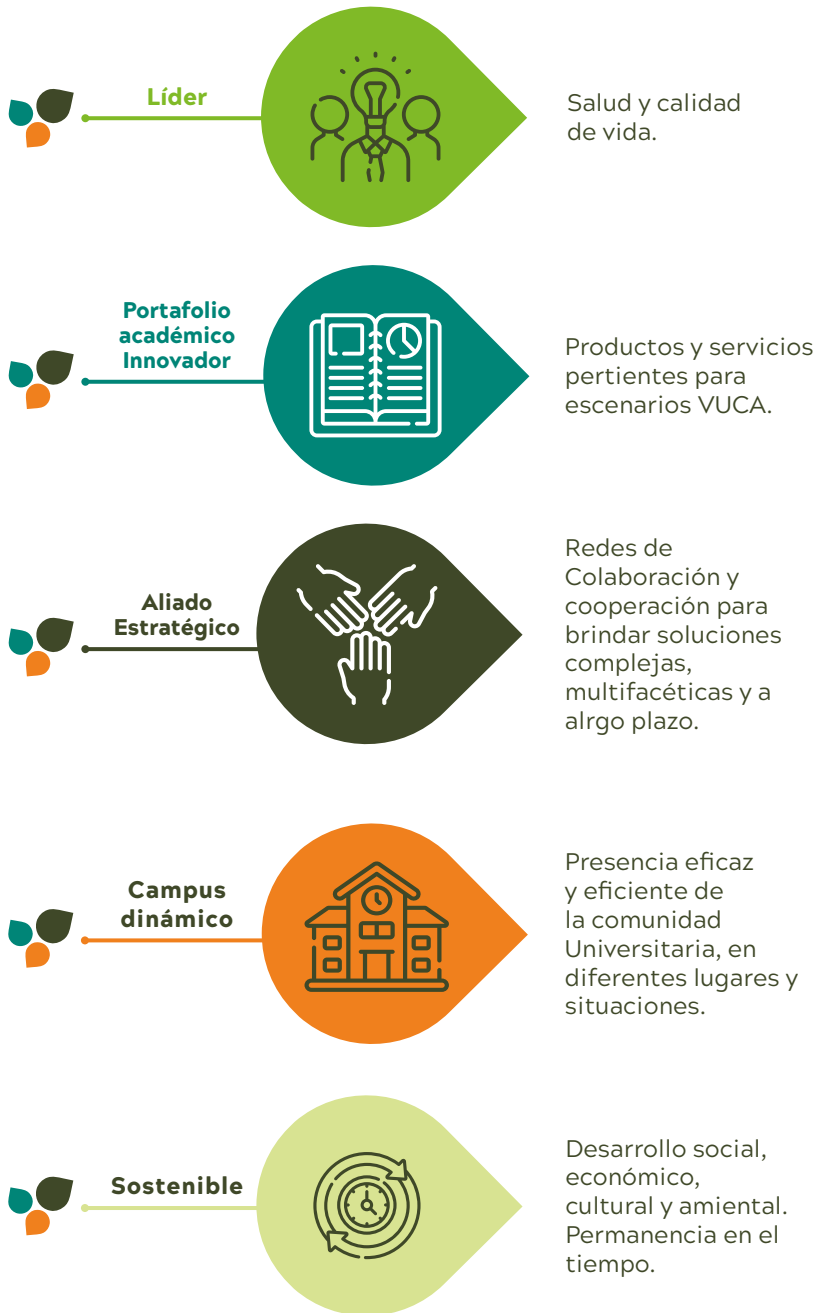 Líder
Salud y calidad
de vida.
Portafolio
académico
Innovador
Productos y servicios
pertientes para
escenarios VUCA.
Aliado
Estratégico
Redes de
Colaboración y
cooperación para
brindar soluciones
complejas,
multifacéticas y a
alrgo plazo.
Campus
dinámico
Presencia eficaz
y eficiente de
la comunidad
Universitaria, en
diferentes lugares y
situaciones.
Sostenible
Desarrollo social,
económico,
cultural y amiental.
Permanencia en el
tiempo.